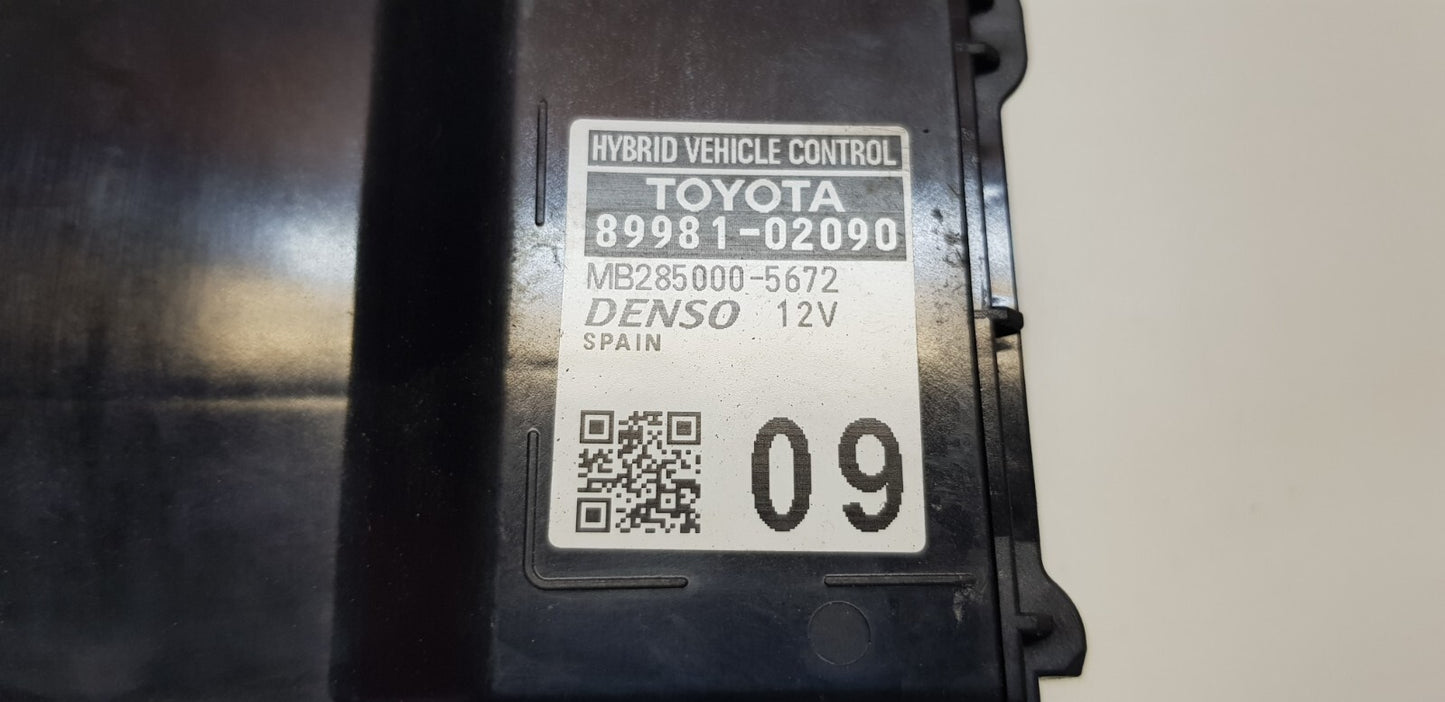 HYBRID VEHICLE CONTROL
TOYOTA
89981-02090
MB285000-5672
DENSO 12V
SPAIN
09